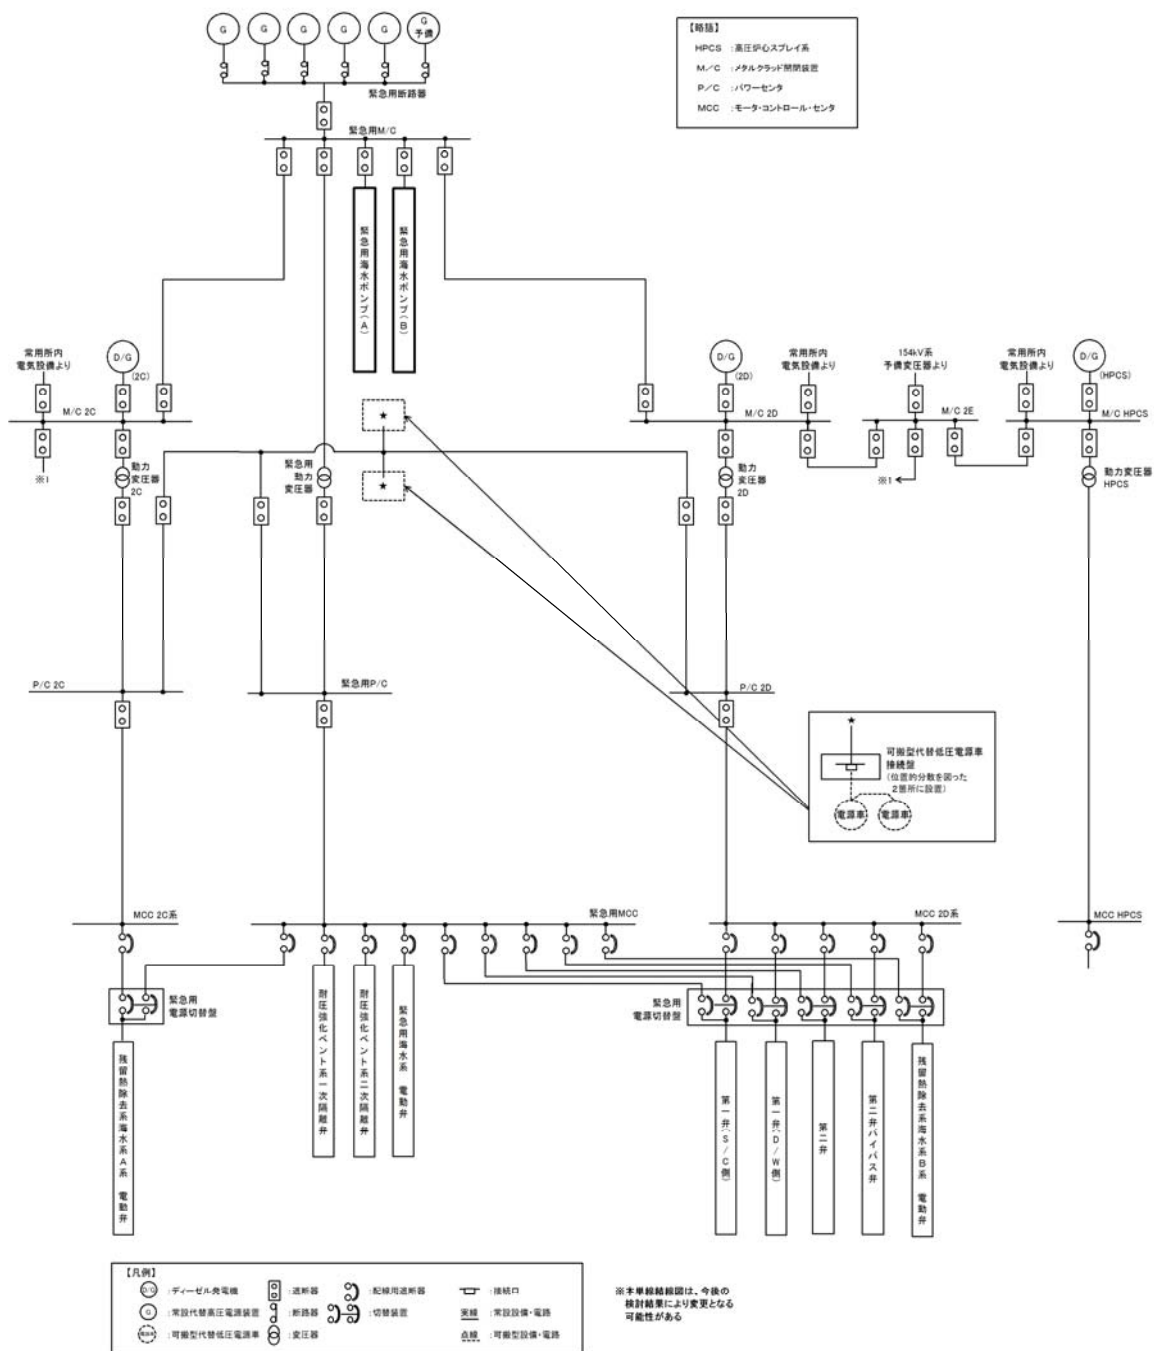 G
G
G
G
G
G
予備
緊急用断路器
【略語】
HPCS :高圧炉心スプレイ系
M/C :メタルクラッド開閉装置
P/C :パワーセンタ
MCC :モータ・コントロール・センタ
緊急用M/C
緊急用海水ポンプ(A)
緊急用海水ポンプ(B)
常用所内
電気設備より
D/G
(2C)
M/C 2C
※1
動力
変圧器
2C
緊急用
動力
変圧器
★
★
D/G
(2D)
常用所内
電気設備より
154kV系
予備変圧器より
常用所内
電気設備より
D/G
(HPCS)
M/C 2D
M/C 2E
M/C HPCS
動力
変圧器
2D
※1
動力変圧器
HPCS
P/C 2C
緊急用P/C
P/C 2D
★
可搬型代替低圧電源車
接続盤
(位置的分散を図った
2箇所に設置)
電源車
電源車
MCC 2C系
緊急用MCC
MCC 2D系
MCC HPCS
緊急用
電源切替盤
緊急用
電源切替盤
残留熱除去系海水系A系 電動弁
耐圧強化ベント系一次隔離弁
耐圧強化ベント系二次隔離弁
緊急用海水系 電動弁
第一弁(S/C側)
第一弁(D/W側)
第二弁
第二弁バイパス弁
残留熱除去系海水系B系 電動弁
【凡例】
D/G :ディーゼル発電機 :遮断器 :配線用遮断器 :接続口
G :常設代替高圧電源装置 :断路器 :切替装置 実線 :常設設備・電路
電源車 :可搬型代替低圧電源車 :変圧器 点線 :可搬型設備・電路
※本単線結線図は、今後の
検討結果により変更となる
可能性がある